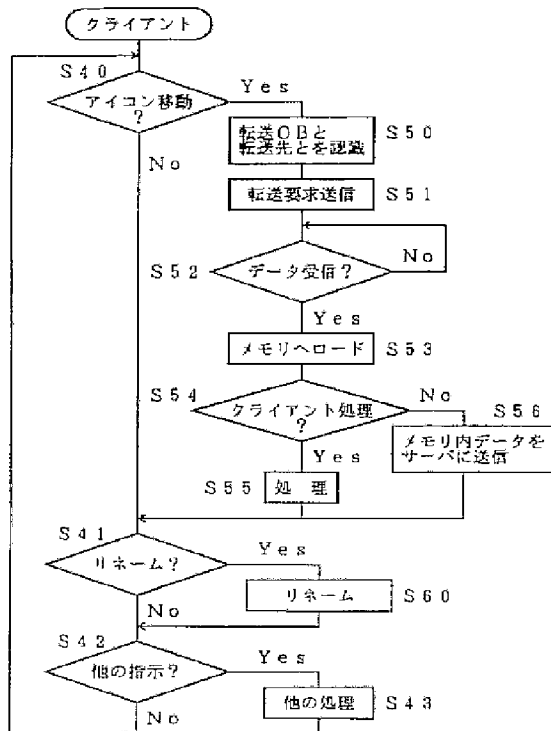 クライアント
S40
Yes
アイコン移動
?
転送OBと
転送先とを認識
S50
No
転送要求送信
S51
No
S52
データ受信?
Yes
メモリへロード
S53
S54
No
クライアント処理
?
S56
メモリ内データを
サーバに送信
Yes
S55
処 理
S41
Yes
リネーム?
リネーム
S60
No
S42
Yes
他の指示?
他の処理
S43
No